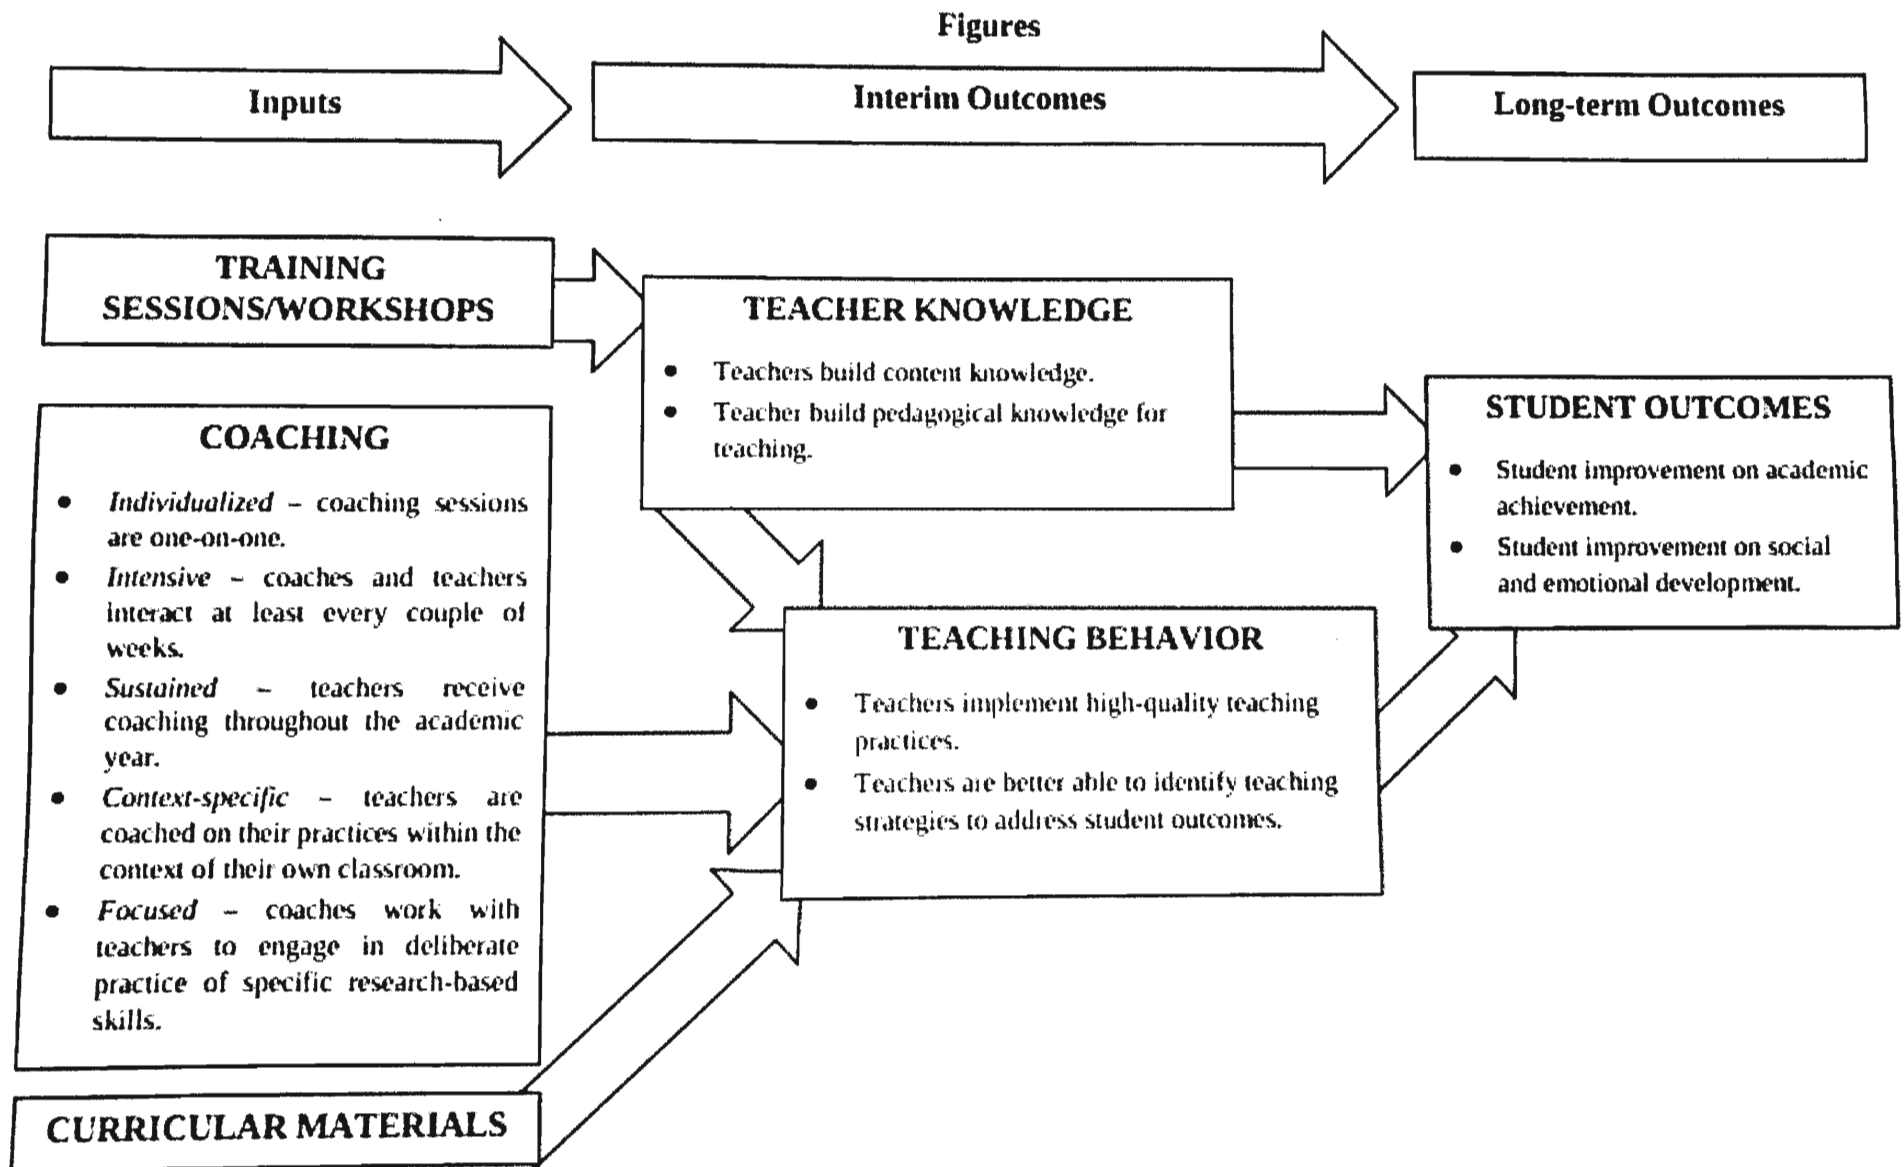 Figures
Inputs
Interim Outcomes
Long-term Outcomes
TRAINING
SESSIONS/WORKSHOPS
COACHING
● Individualized – coaching sessions
are one-on-one.
● Intensive – coaches and teachers
interact at least every couple of
weeks.
● Sustained – teachers receive
coaching throughout the academic
year.
● Context-specific – teachers are
coached on their practices within the
context of their own classroom.
● Focused – coaches work with
teachers to engage in deliberate
practice of specific research-based
skills.
CURRICULAR MATERIALS
TEACHER KNOWLEDGE
● Teachers build content knowledge.
● Teacher build pedagogical knowledge for
teaching.
TEACHING BEHAVIOR
● Teachers implement high-quality teaching
practices.
● Teachers are better able to identify teaching
strategies to address student outcomes.
STUDENT OUTCOMES
● Student improvement on academic
achievement.
● Student improvement on social
and emotional development.